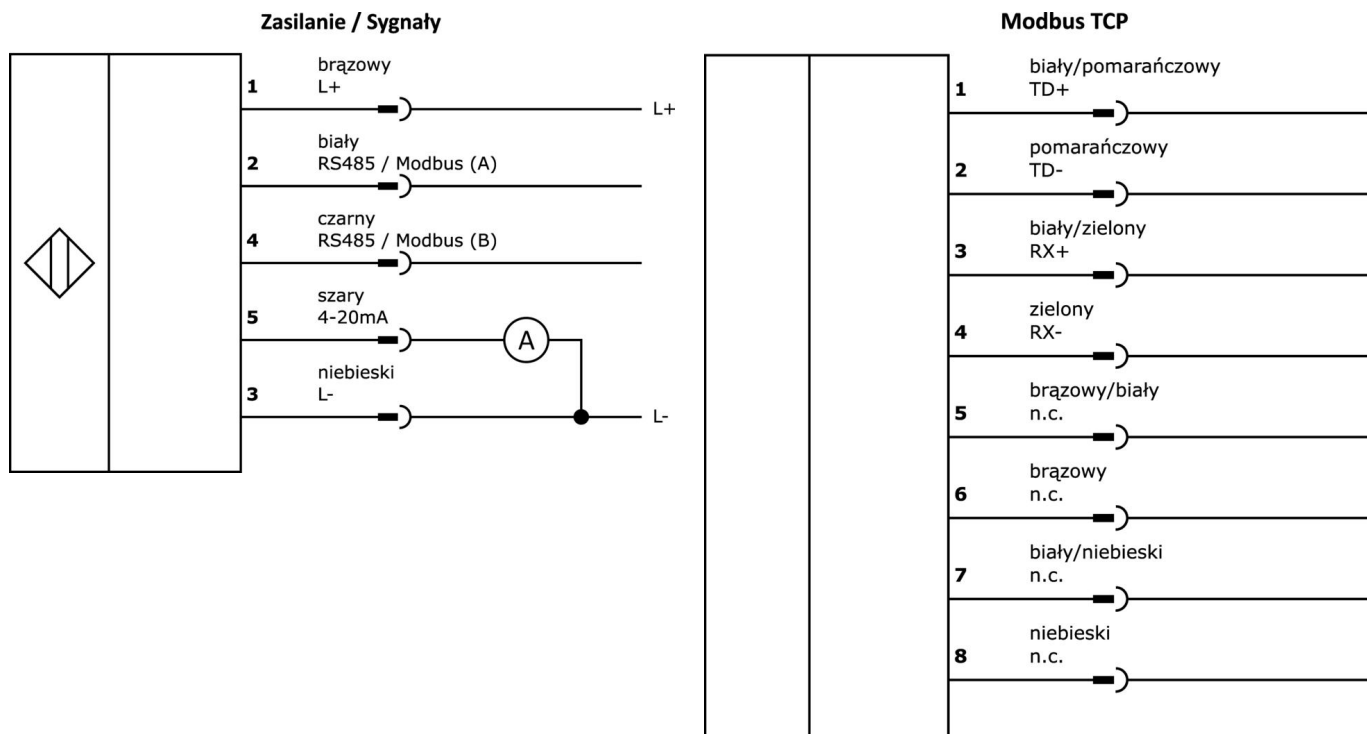 Zasilanie / Sygnały
brązowy
1 L+
L+
biały
2 RS485 / Modbus (A)
czarny
4 RS485 / Modbus (B)
szary
5 4-20mA
A
niebieski
3 L-
L-
Modbus TCP
biały/pomarańczowy
1 TD+
pomarańczowy
2 TD-
biały/zielony
3 RX+
zielony
4 RX-
brązowy/biały
5 n.c.
brązowy
6 n.c.
biały/niebieski
7 n.c.
niebieski
8 n.c.